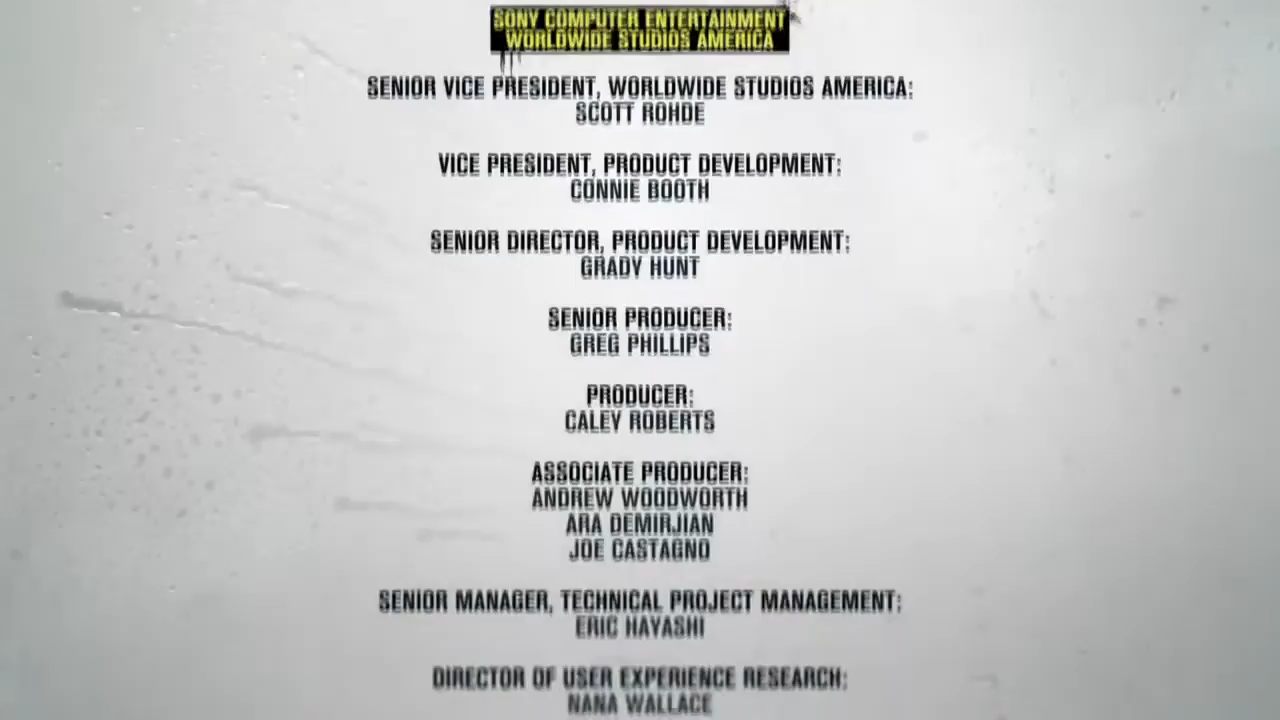 SONY COMPUTER ENTERTAINMENT
WORLDWIDE STUDIOS AMERICA
SENIOR VICE PRESIDENT, WORLDWIDE STUDIOS AMERICA:
SCOTT ROHDE
VICE PRESIDENT, PRODUCT DEVELOPMENT:
CONNIE BOOTH
SENIOR DIRECTOR, PRODUCT DEVELOPMENT:
GRADY HUNT
SENIOR PRODUCER:
GREG PHILLIPS
PRODUCER:
CALEY ROBERTS
ASSOCIATE PRODUCER:
ANDREW WOODWORTH
ARA DEMIRJIAN
JOE CASTAGNO
SENIOR MANAGER, TECHNICAL PROJECT MANAGEMENT:
ERIC HAYASHI
DIRECTOR OF USER EXPERIENCE RESEARCH:
NANA WALLACE